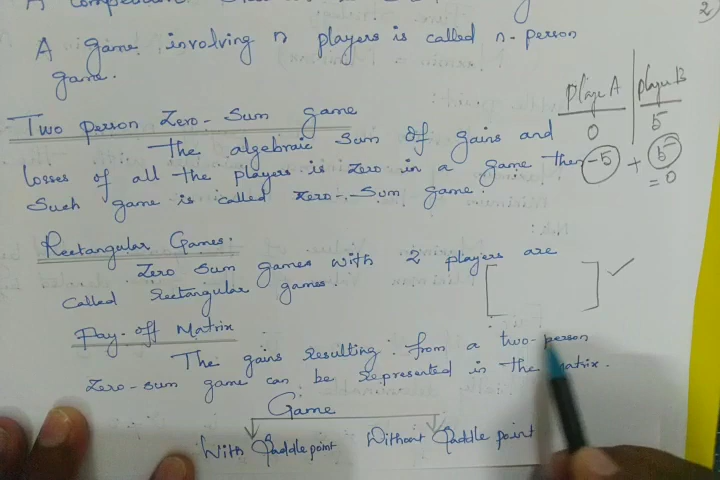 2
A
A game involving n players is called n-person
game.
Player A Player B
0 5
Two person Zero-Sum game
The algebraic sum of gains and
losses of all the players is zero in a game then
-5 + 5
= 0
Such game is called zero-Sum game.
Rectangular Games:
Zero sum games with 2 players are
called rectangular games.
Pay-off Matrix
The gains resulting from a two-person
Zero-sum game can be represented in the matrix.
Game
With Saddle point Without Saddle point